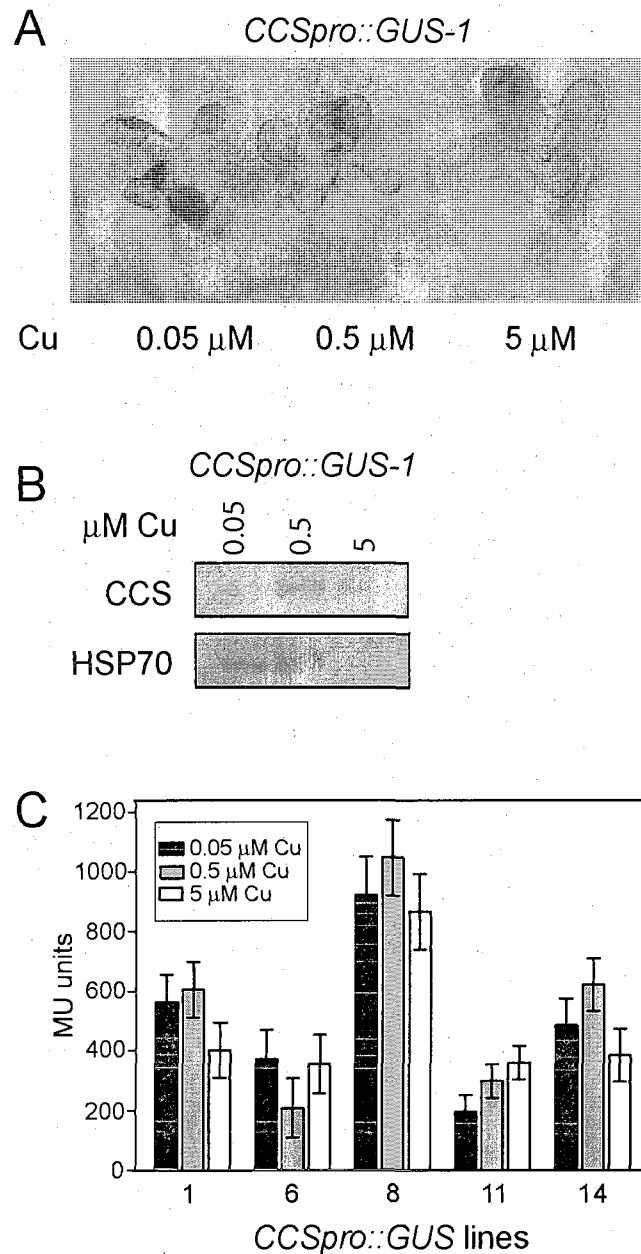 A
CCSpro::GUS-1
Cu 0.05 μM 0.5 μM 5 μM
CCSpro::GUS-1
B
μM Cu 0.05 0.5 5
CCS
HSP70
C
1200
1000
800
600
400
200
0
MU units
0.05 μM Cu
0.5 μM Cu
5 μM Cu
1 6 8 11 14
CCSpro::GUS lines